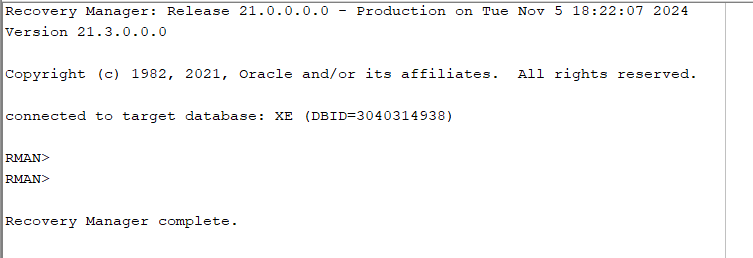 Recovery Manager: Release 21.0.0.0.0 - Production on Tue Nov 5 18:22:07 2024
Version 21.3.0.0.0
Copyright (c) 1982, 2021, Oracle and/or its affiliates.  All rights reserved.
connected to target database: XE (DBID=3040314938)
RMAN>
RMAN>
Recovery Manager complete.